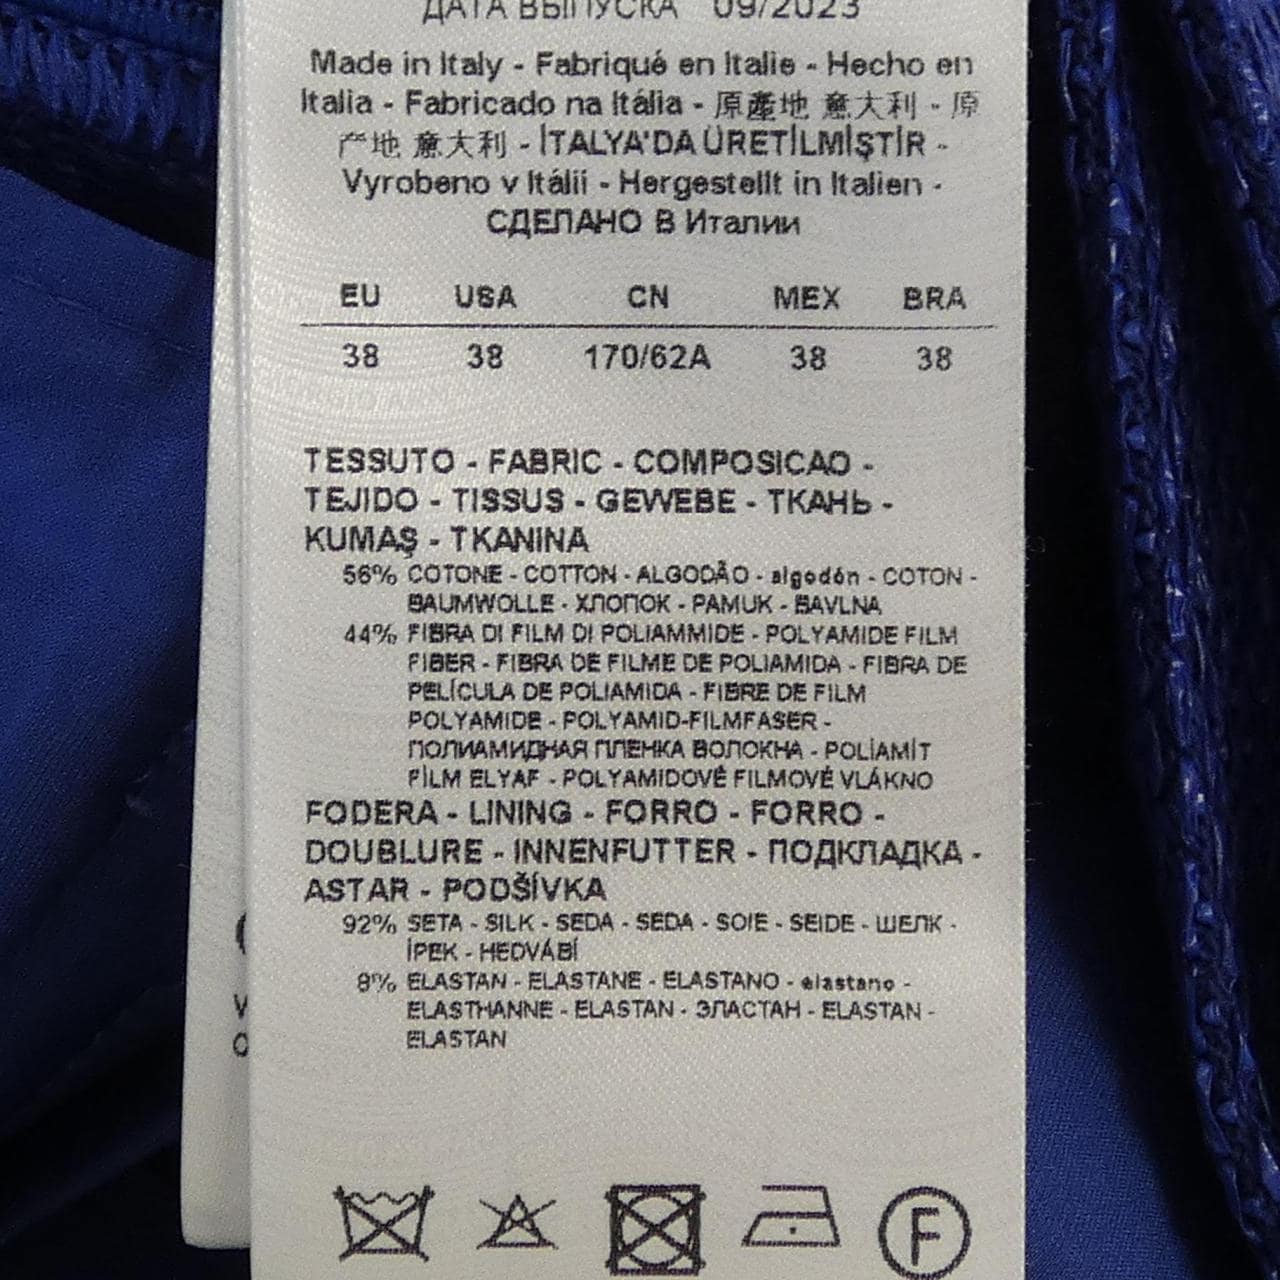 ДАТА ВЫПУСКА 09/2023
Made in Italy - Fabriqué en Italie - Hecho en
Italia - Fabricado na Itália - 原產地 意大利 - 原
产地 意大利 - İTALYA'DA ÜRETİLMİŞTİR -
Vyrobeno v Itálii - Hergestellt in Italien -
СДЕЛАНО В Италии
EU USA CN MEX BRA
38 38 170/62A 38 38
TESSUTO - FABRIC - COMPOSICAO -
TEJIDO - TISSUS - GEWEBE - ТКАНЬ -
KUMAŞ - TKANINA
56% COTONE - COTTON - ALGODÃO - algodón - COTON -
BAUMWOLLE - ХЛОПОК - PAMUK - BAVLNA
44% FIBRA DI FILM DI POLIAMMIDE - POLYAMIDE FILM
FIBER - FIBRA DE FILME DE POLIAMIDA - FIBRA DE
PELÍCULA DE POLIAMIDA - FIBRE DE FILM
POLYAMIDE - POLYAMID-FILMFASER -
ПОЛИАМИДНАЯ ПЛЕНКА ВОЛОКНА - POLİAMİT
FİLM ELYAF - POLYAMIDOVÉ FILMOVÉ VLÁKNO
FODERA - LINING - FORRO - FORRO -
DOUBLURE - INNENFUTTER - ПОДКЛАДКА -
ASTAR - PODŠÍVKA
92% SETA - SILK - SEDA - SEDA - SOIE - SEIDE - ШЕЛК -
İPEK - HEDVÁBÍ
8% ELASTAN - ELASTANE - ELASTANO - elastano -
ELASTHANNE - ELASTAN - ЭЛАСТАН - ELASTAN -
ELASTAN
F